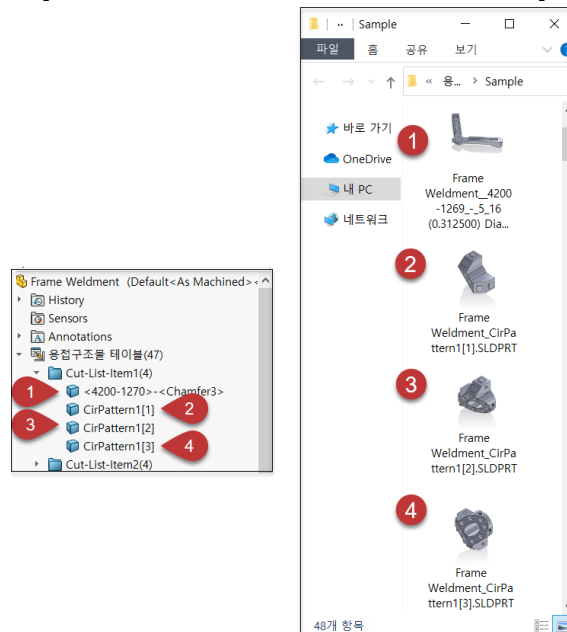 Sample
파일 홈 공유 보기
« 용... > Sample
바로 가기
OneDrive
내 PC
네트워크
1
Frame
Weldment__4200
-1269_-_5_16
(0.312500) Dia...
2
Frame
Weldment_CirPa
ttern1[1].SLDPRT
3
Frame
Weldment_CirPa
ttern1[2].SLDPRT
4
Frame
Weldment_CirPa
ttern1[3].SLDPRT
48개 항목
Frame Weldment (Default<As Machined><
History
Sensors
Annotations
용접구조물 테이블(47)
Cut-List-Item1(4)
1 <4200-1270>-<Chamfer3>
CirPattern1[1] 2
3 CirPattern1[2]
CirPattern1[3] 4
Cut-List-Item2(4)